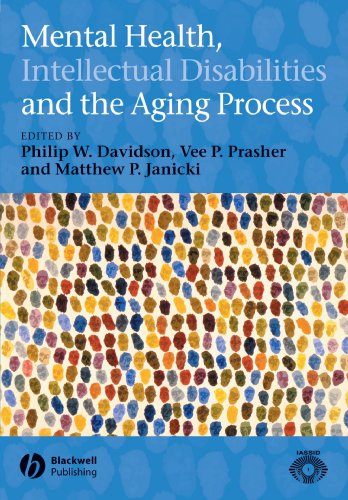 Mental Health,
Intellectual Disabilities
and the Aging Process
EDITED BY
Philip W. Davidson, Vee P. Prasher
and Matthew P. Janicki
Blackwell
Publishing
IASSID